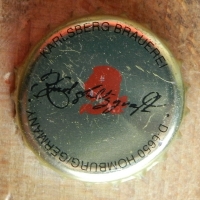 KARLSBERG BRAUEREI
• D-6650 HOMBURG/GERMANY